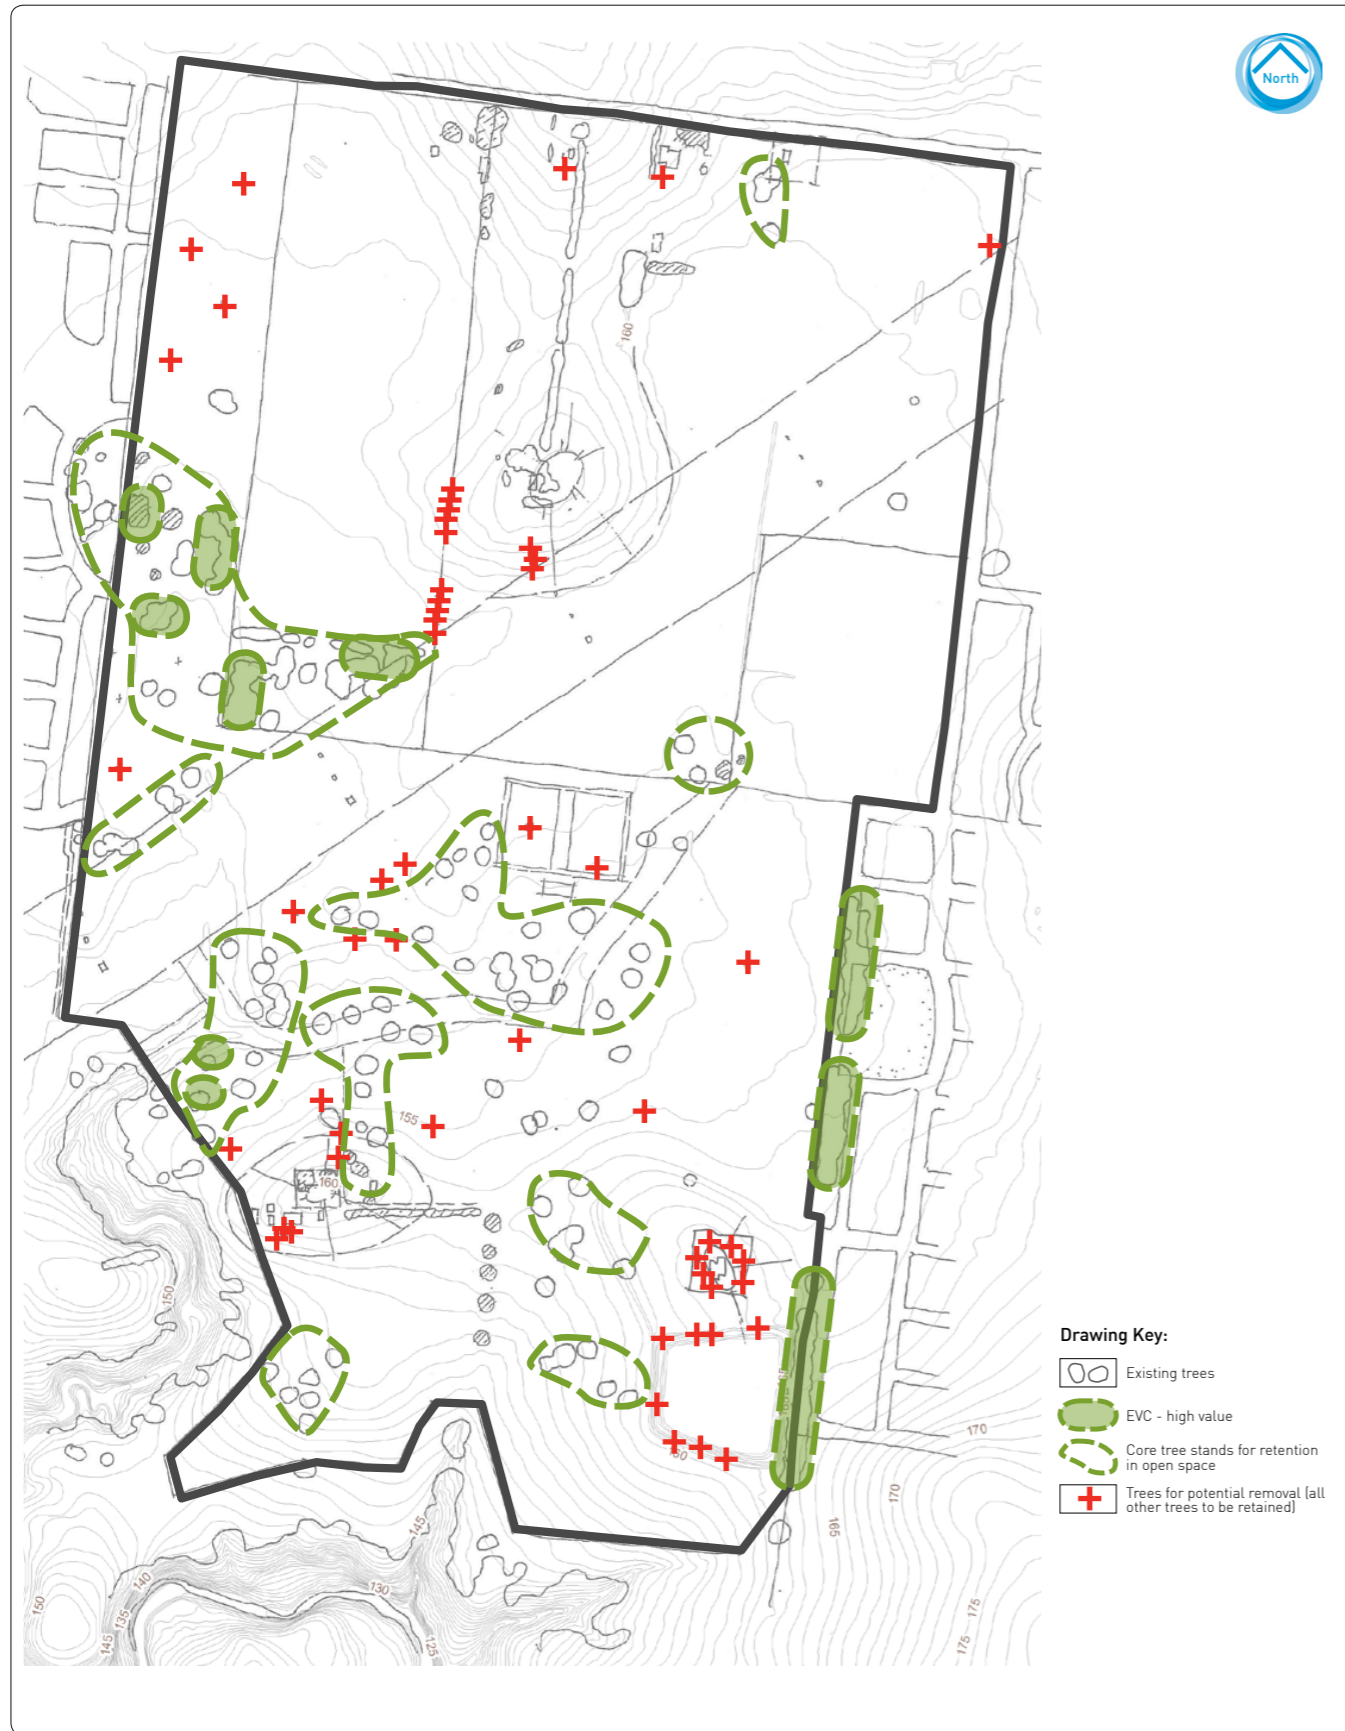 North
160
155
160
150
160
170
170
165
145
140
135
130
150
145
125
175
175
Drawing Key:
Existing trees
EVC - high value
Core tree stands for retention
in open space
Trees for potential removal (all
other trees to be retained)